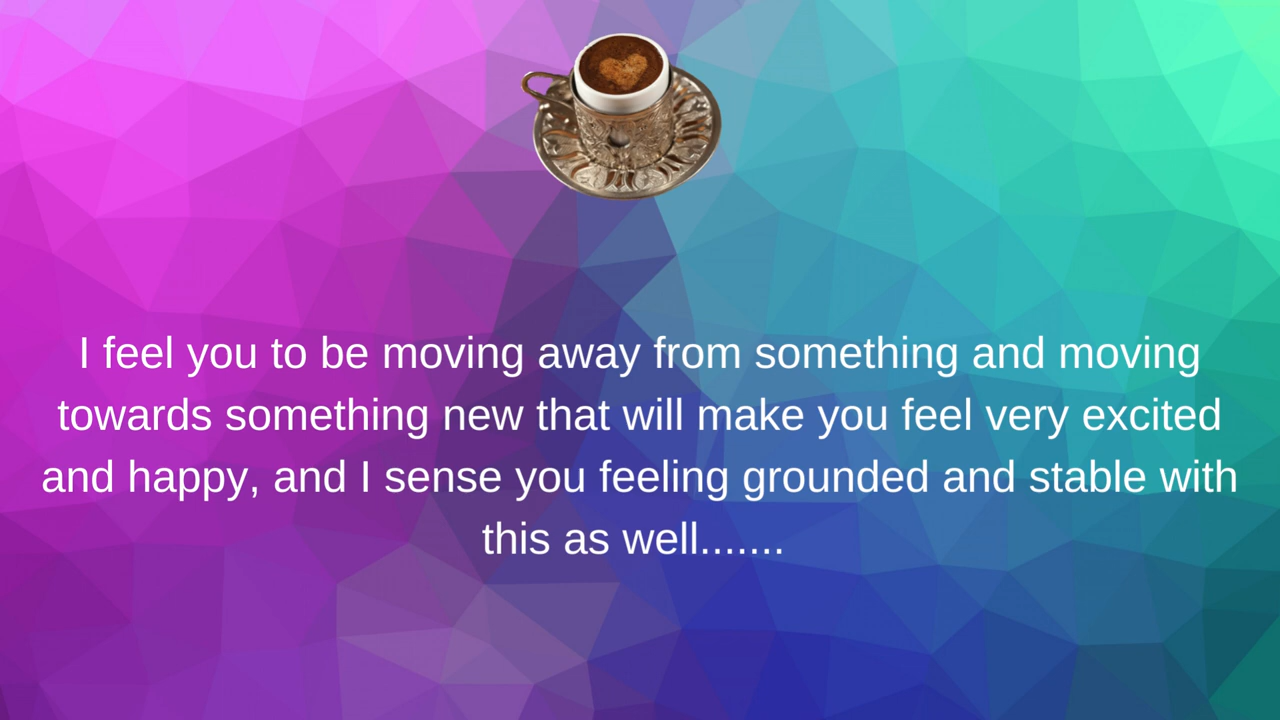 I feel you to be moving away from something and moving
towards something new that will make you feel very excited
and happy, and I sense you feeling grounded and stable with
this as well.......